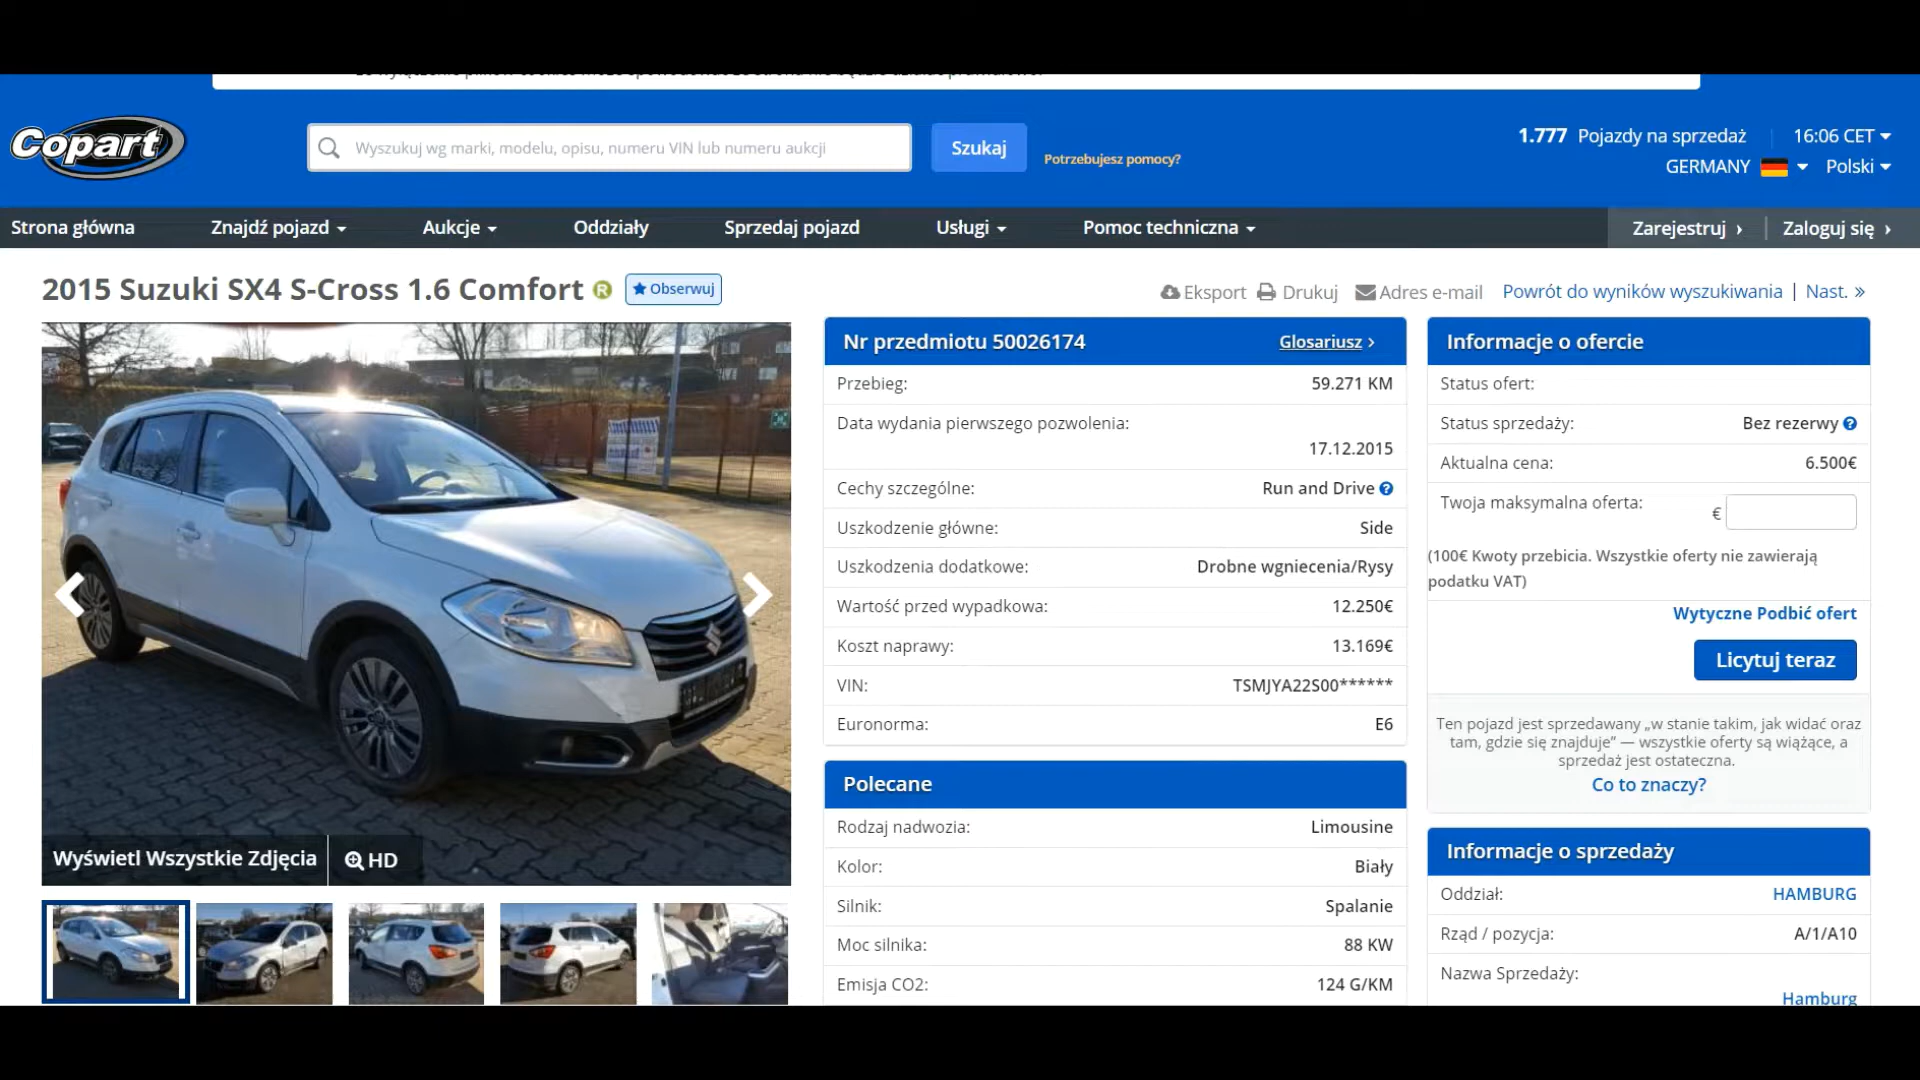 Copart
Wyszukuj wg marki, modelu, opisu, numeru VIN lub numeru aukcji
Szukaj
Potrzebujesz pomocy?
1.777 Pojazdy na sprzedaż
16:06 CET
GERMANY
Polski
Strona główna
Znajdź pojazd
Aukcje
Oddziały
Sprzedaj pojazd
Usługi
Pomoc techniczna
Zarejestruj ›
Zaloguj się ›
2015 Suzuki SX4 S-Cross 1.6 Comfort R
Obserwuj
Eksport
Drukuj
Adres e-mail
Powrót do wyników wyszukiwania | Nast. »
Wyświetl Wszystkie Zdjęcia
HD
Nr przedmiotu 50026174
Glosariusz ›
Przebieg: 59.271 KM
Data wydania pierwszego pozwolenia:
17.12.2015
Cechy szczególne: Run and Drive ?
Uszkodzenie główne: Side
Uszkodzenia dodatkowe: Drobne wgniecenia/Rysy
Wartość przed wypadkowa: 12.250€
Koszt naprawy: 13.169€
VIN: TSMJYA22S00******
Euronorma: E6
Polecane
Rodzaj nadwozia: Limousine
Kolor: Biały
Silnik: Spalanie
Moc silnika: 88 KW
Emisja CO2: 124 G/KM
Informacje o ofercie
Status ofert:
Status sprzedaży: Bez rezerwy ?
Aktualna cena: 6.500€
Twoja maksymalna oferta: €
(100€ Kwoty przebicia. Wszystkie oferty nie zawierają
podatku VAT)
Wytyczne Podbić ofert
Licytuj teraz
Ten pojazd jest sprzedawany „w stanie takim, jak widać oraz
tam, gdzie się znajduje” — wszystkie oferty są wiążące, a
sprzedaż jest ostateczna.
Co to znaczy?
Informacje o sprzedaży
Oddział: HAMBURG
Rząd / pozycja: A/1/A10
Nazwa Sprzedaży:
Hamburg